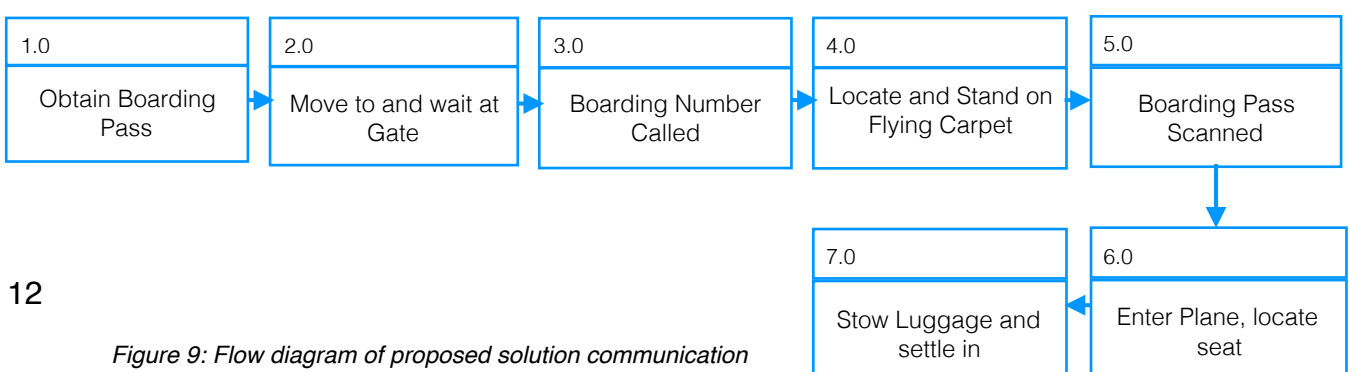 1.0
Obtain Boarding
Pass
2.0
Move to and wait at
Gate
3.0
Boarding Number
Called
4.0
Locate and Stand on
Flying Carpet
5.0
Boarding Pass
Scanned
6.0
Enter Plane, locate
seat
7.0
Stow Luggage and
settle in
12
Figure 9: Flow diagram of proposed solution communication